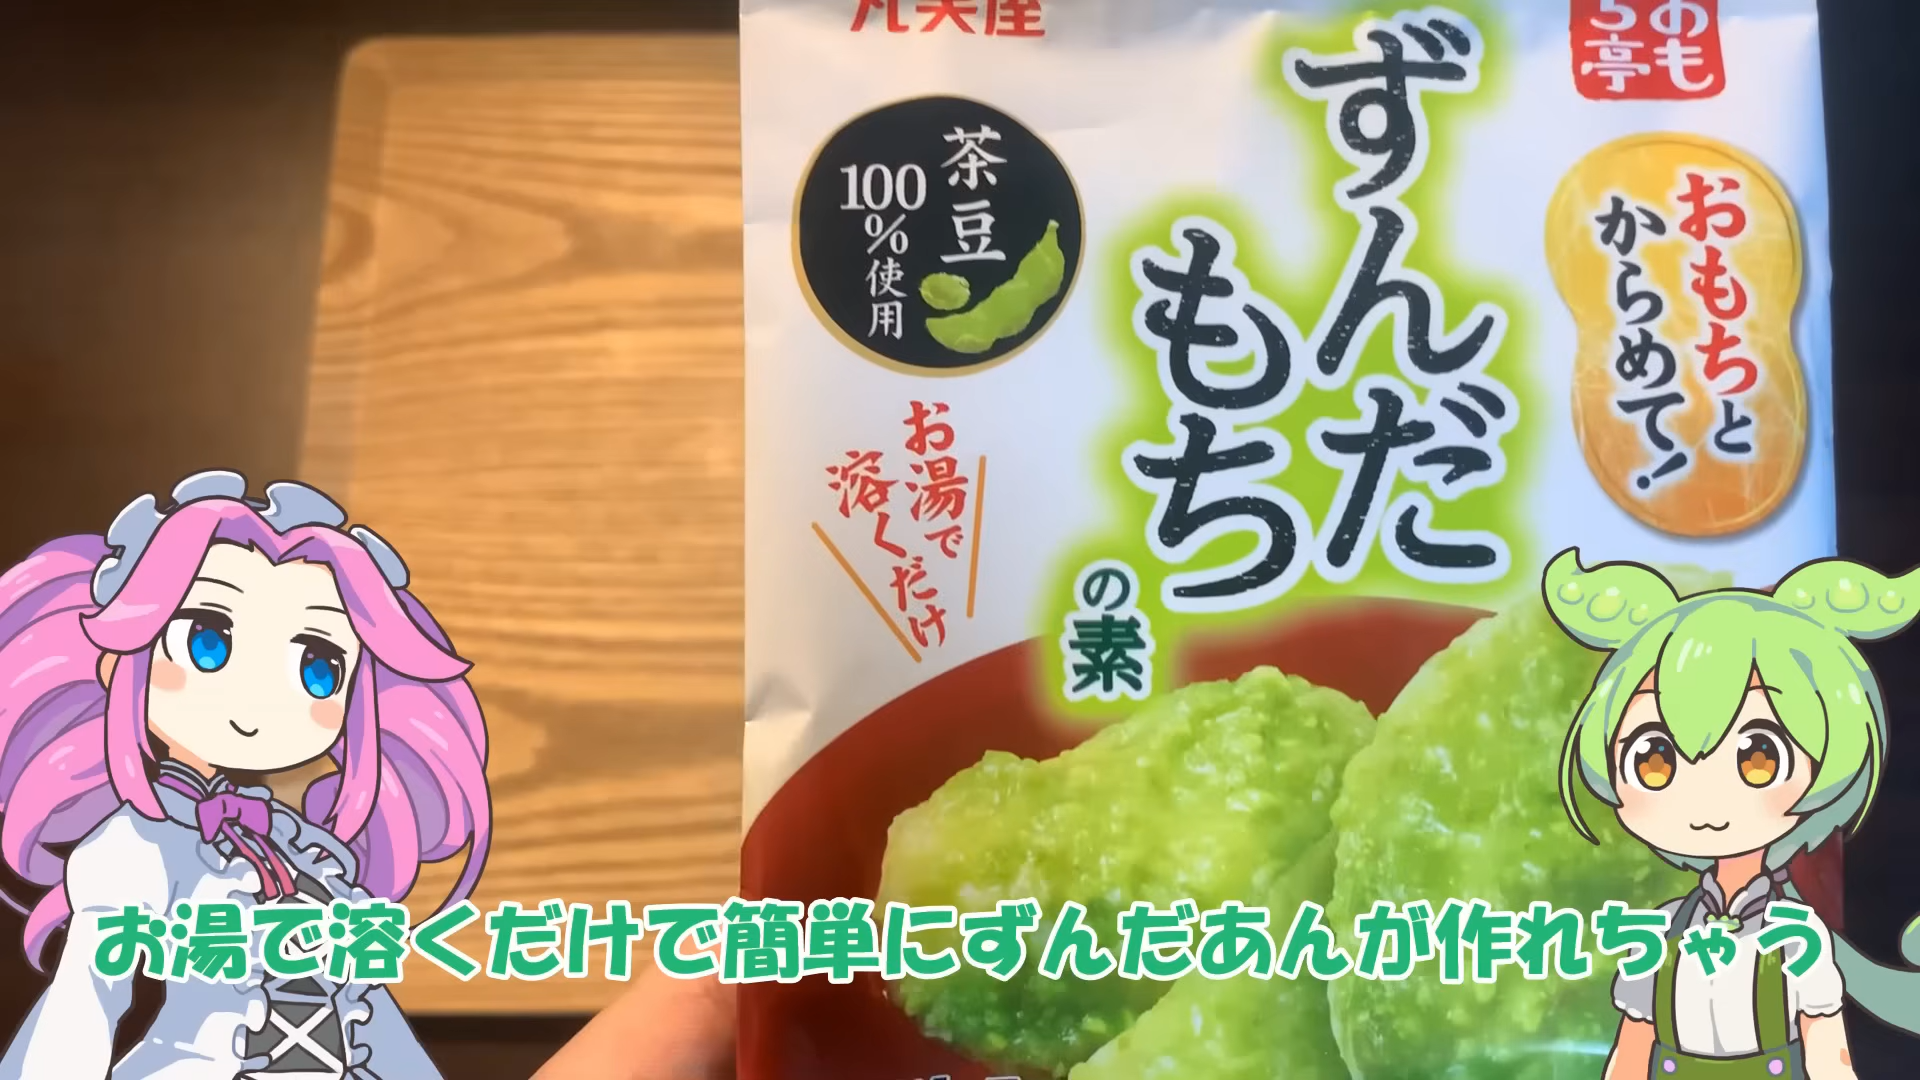 丸美屋
おもち亭
ずんだ
もち
の素
茶豆
100%使用
おもちと
からめて!
お湯で
溶くだけ
お湯で溶くだけで簡単にずんだあんが作れちゃう